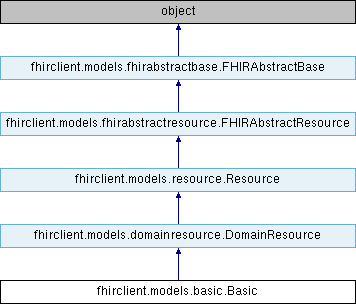 object
fhirclient.models.fhirabstractbase.FHIRAbstractBase
fhirclient.models.fhirabstractresource.FHIRAbstractResource
fhirclient.models.resource.Resource
fhirclient.models.domainresource.DomainResource
fhirclient.models.basic.Basic